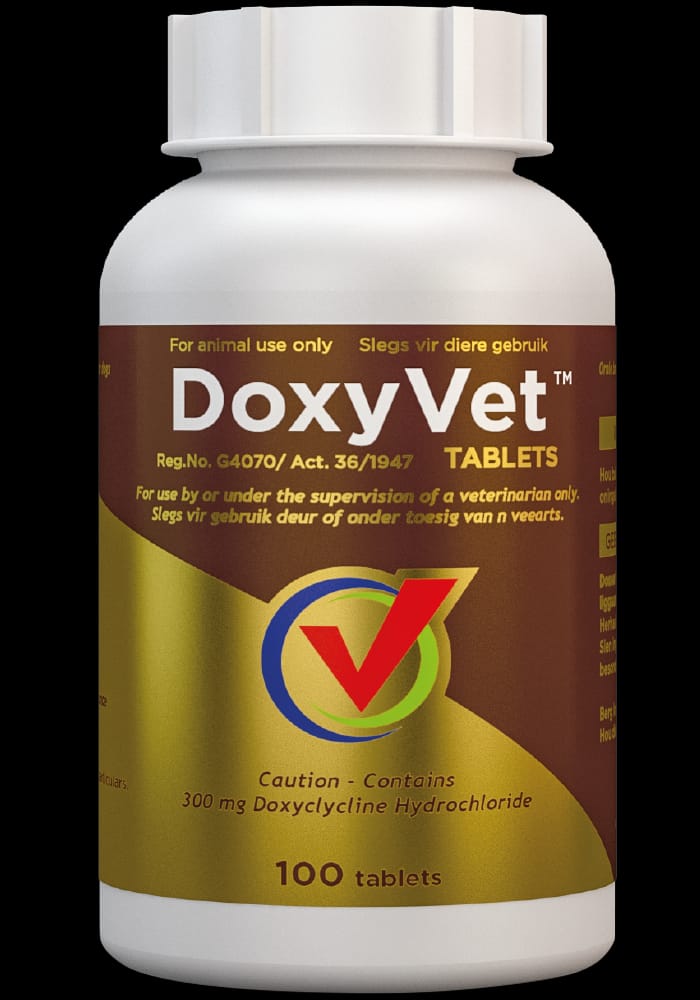 For animal use only Slegs vir diere gebruik
DoxyVet™
Reg.No. G4070/ Act. 36/1947 TABLETS
For use by or under the supervision of a veterinarian only.
Slegs vir gebruik deur of onder toesig van n veearts.
Caution - Contains
300 mg Doxyclycline Hydrochloride
100 tablets